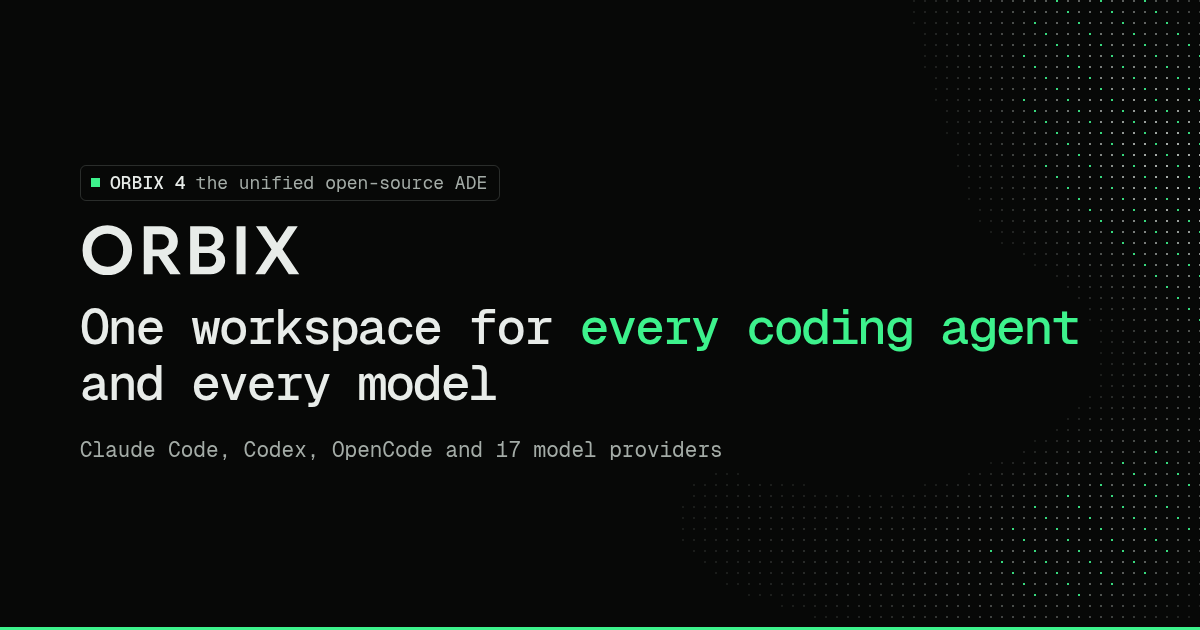 ORBIX 4 the unified open-source ADE
ORBIX
One workspace for every coding agent
and every model
Claude Code, Codex, OpenCode and 17 model providers